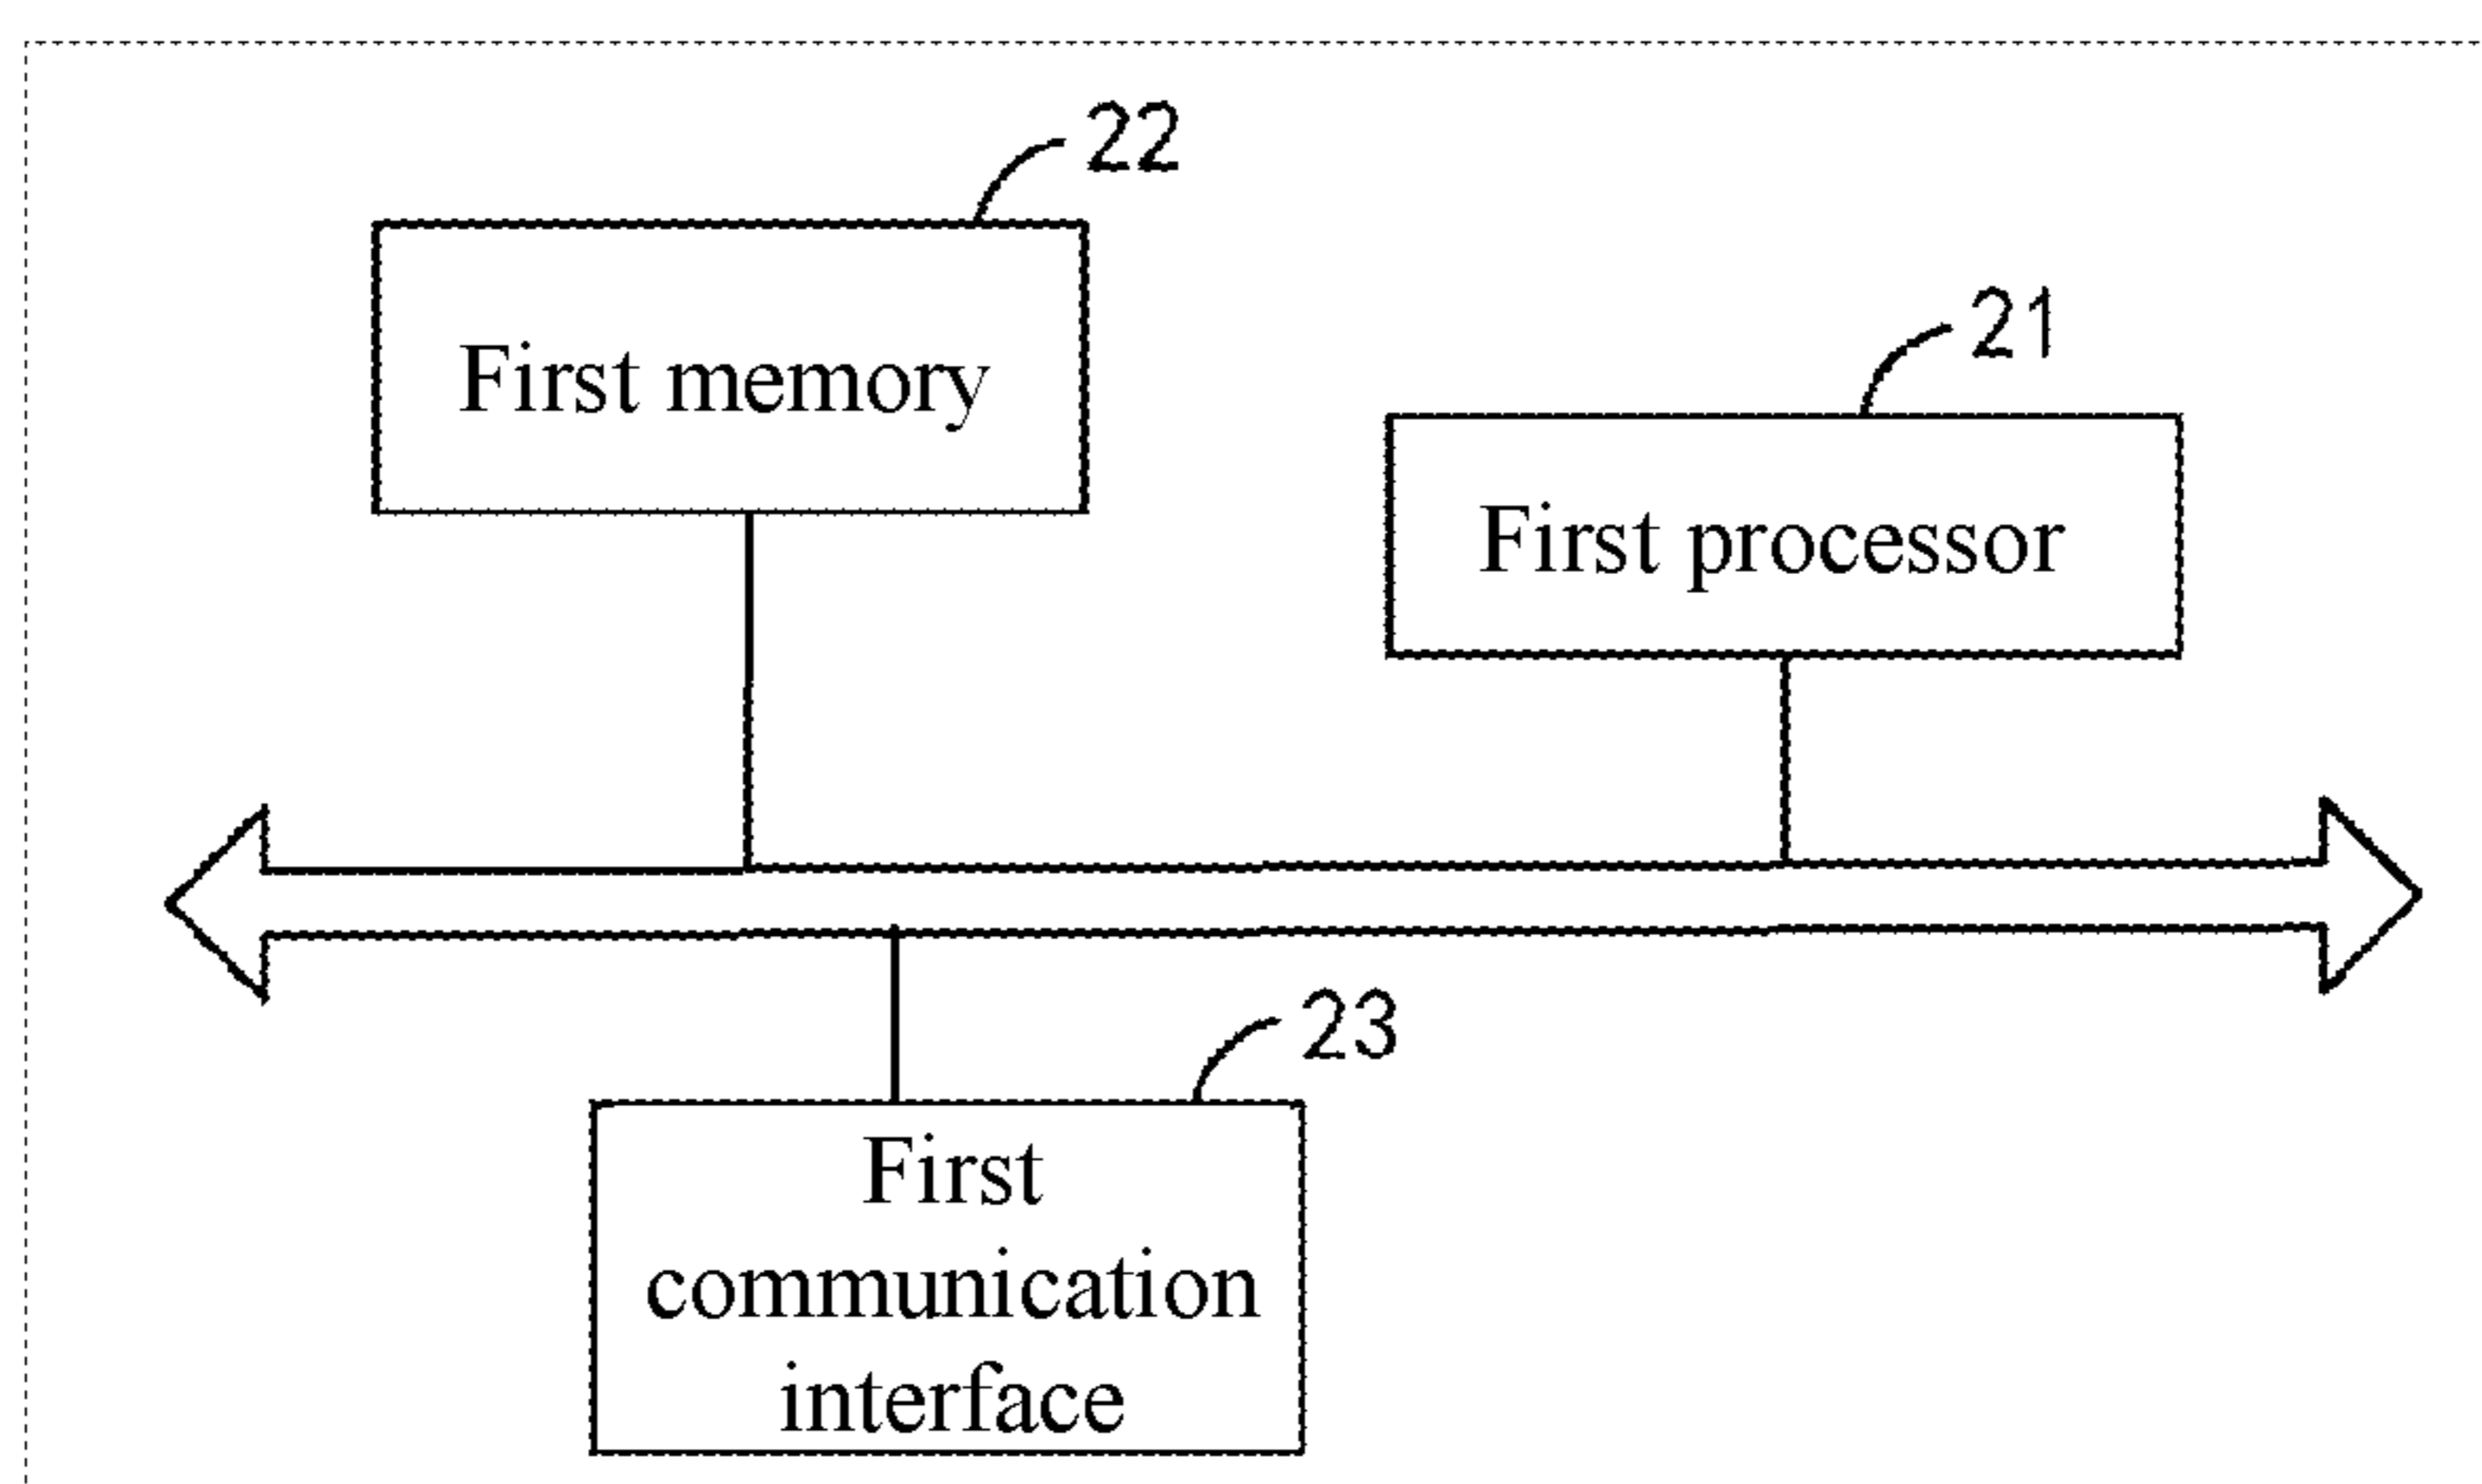 22
First memory
21
First processor
23
First
communication
interface